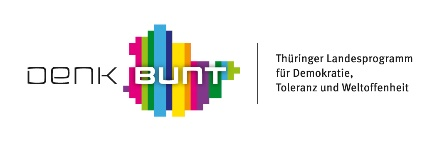 DENK BUNT
Thüringer Landesprogramm
für Demokratie,
Toleranz und Weltoffenheit